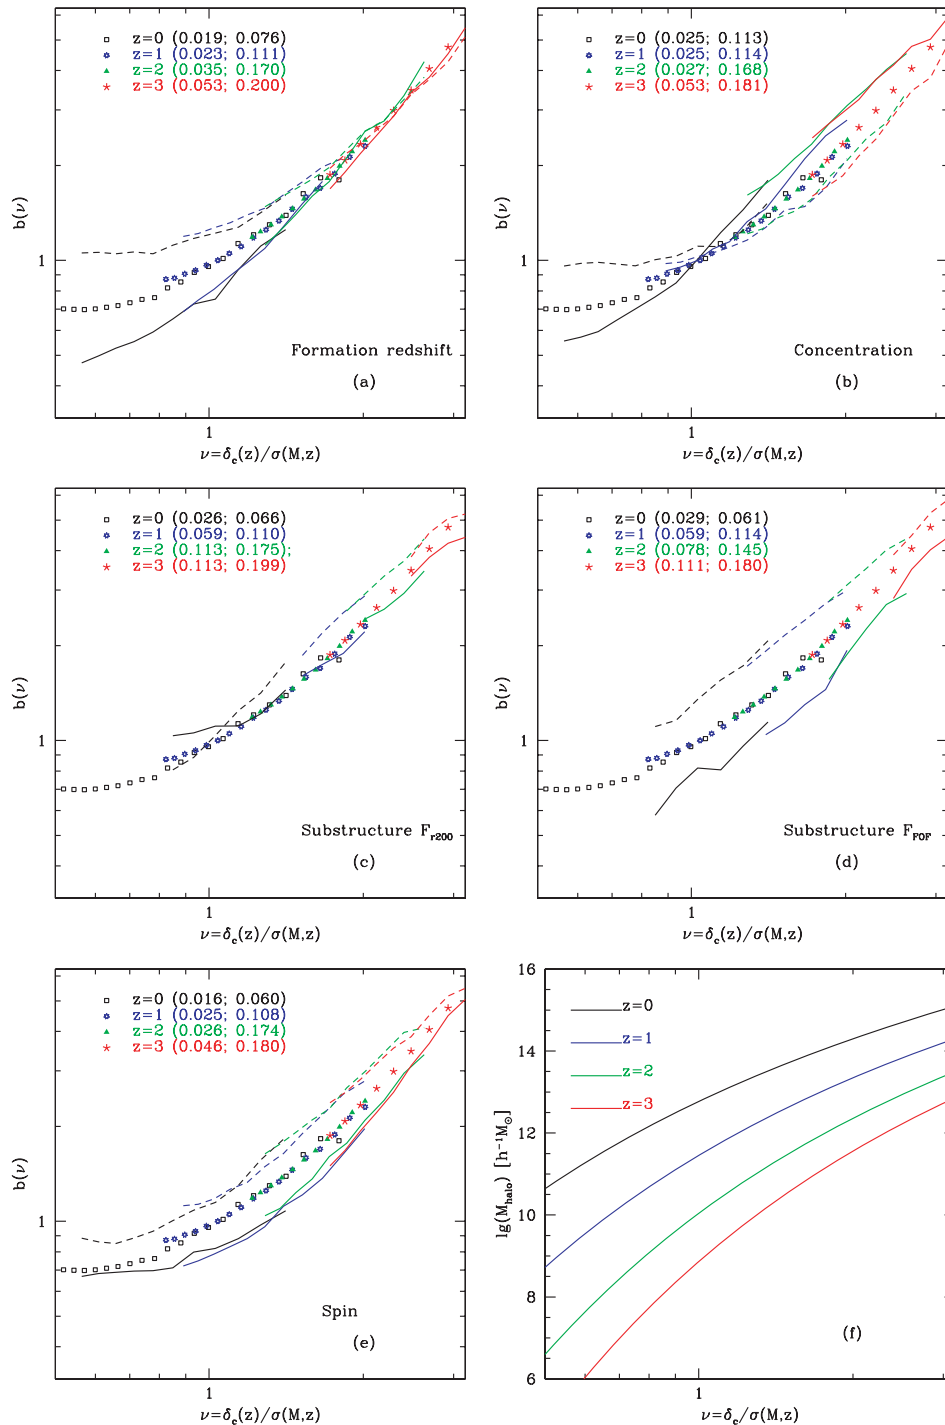 z=0 (0.019; 0.076)
z=1 (0.023; 0.111)
z=2 (0.035; 0.170)
z=3 (0.053; 0.200)
b(ν)
1
Formation redshift
(a)
1
ν=δc(z)/σ(M,z)
z=0 (0.025; 0.113)
z=1 (0.025; 0.114)
z=2 (0.027; 0.168)
z=3 (0.053; 0.181)
b(ν)
1
Concentration
(b)
1
ν=δc(z)/σ(M,z)
z=0 (0.026; 0.066)
z=1 (0.059; 0.110)
z=2 (0.113; 0.175);
z=3 (0.113; 0.199)
b(ν)
1
Substructure Fr200
(c)
1
ν=δc(z)/σ(M,z)
z=0 (0.029; 0.061)
z=1 (0.059; 0.114)
z=2 (0.078; 0.145)
z=3 (0.111; 0.180)
b(ν)
1
Substructure FFOF
(d)
1
ν=δc(z)/σ(M,z)
z=0 (0.016; 0.060)
z=1 (0.025; 0.108)
z=2 (0.026; 0.174)
z=3 (0.046; 0.180)
b(ν)
1
Spin
(e)
1
ν=δc(z)/σ(M,z)
16
14
12
10
8
6
lg(Mhalo) [h⁻¹M⊙]
z=0
z=1
z=2
z=3
(f)
1
ν=δc/σ(M,z)